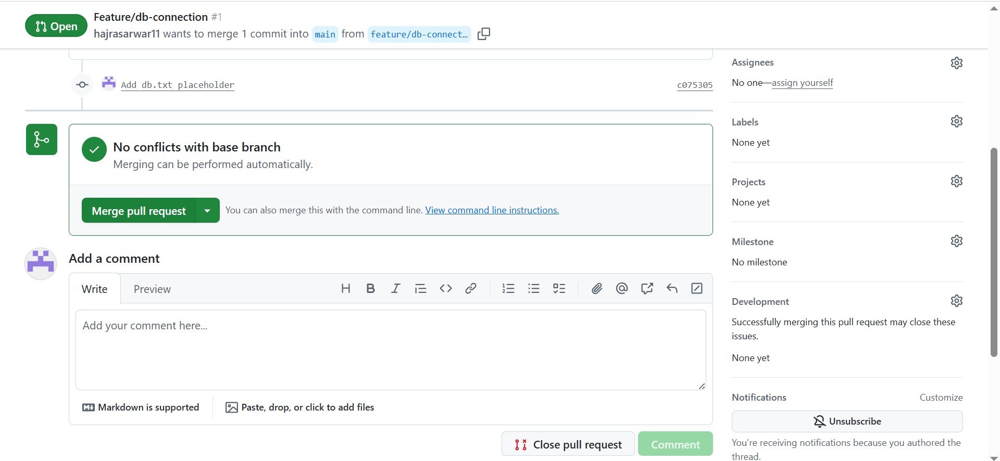 Open
Feature/db-connection #1
hajrasarwar11 wants to merge 1 commit into main from feature/db-connect…
Add db.txt placeholder c075305
No conflicts with base branch
Merging can be performed automatically.
Merge pull request You can also merge this with the command line. View command line instructions.
Add a comment
Write Preview
Add your comment here...
Markdown is supported Paste, drop, or click to add files
Close pull request Comment
Assignees
No one—assign yourself
Labels
None yet
Projects
None yet
Milestone
No milestone
Development
Successfully merging this pull request may close these
issues.
None yet
Notifications Customize
Unsubscribe
You’re receiving notifications because you authored the
thread.